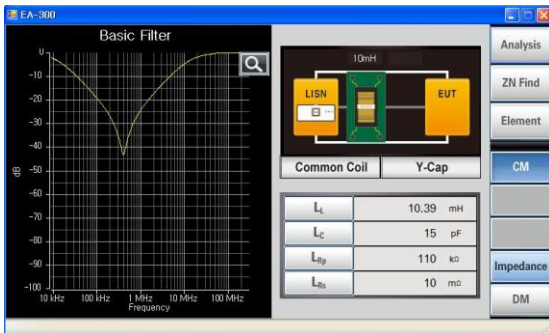 EA-300
Basic Filter
dB
0
-10
-20
-30
-40
-50
-60
-70
-80
-90
-100
10 kHz 100 kHz 1 MHz 10 MHz 100 MHz
Frequency
10mH
LISN
EUT
Common Coil
Y-Cap
LL 10.39 mH
LC 15 pF
LRp 110 kΩ
LRs 10 mΩ
Analysis
ZN Find
Element
CM
Impedance
DM